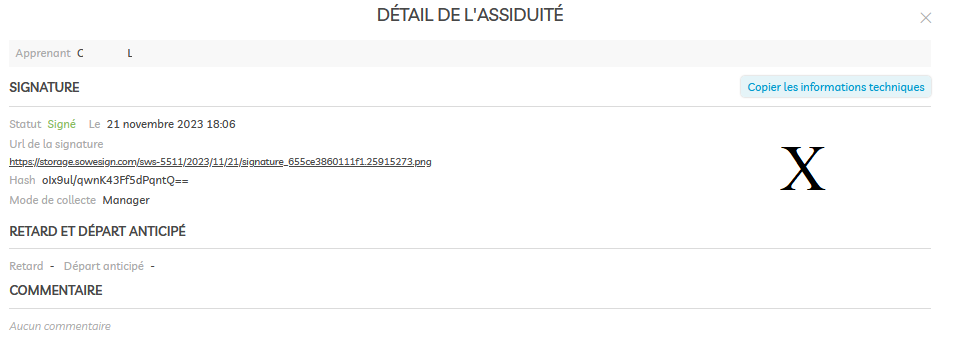 DÉTAIL DE L'ASSIDUITÉ
Apprenant C L
SIGNATURE
Copier les informations techniques
Statut Signé Le 21 novembre 2023 18:06
Url de la signature
https://storage.sowesign.com/sws-5511/2023/11/21/signature_655ce3860111f1.25915273.png
X
Hash oIx9ul/qwnK43Ff5dPqntQ==
Mode de collecte Manager
RETARD ET DÉPART ANTICIPÉ
Retard - Départ anticipé -
COMMENTAIRE
Aucun commentaire